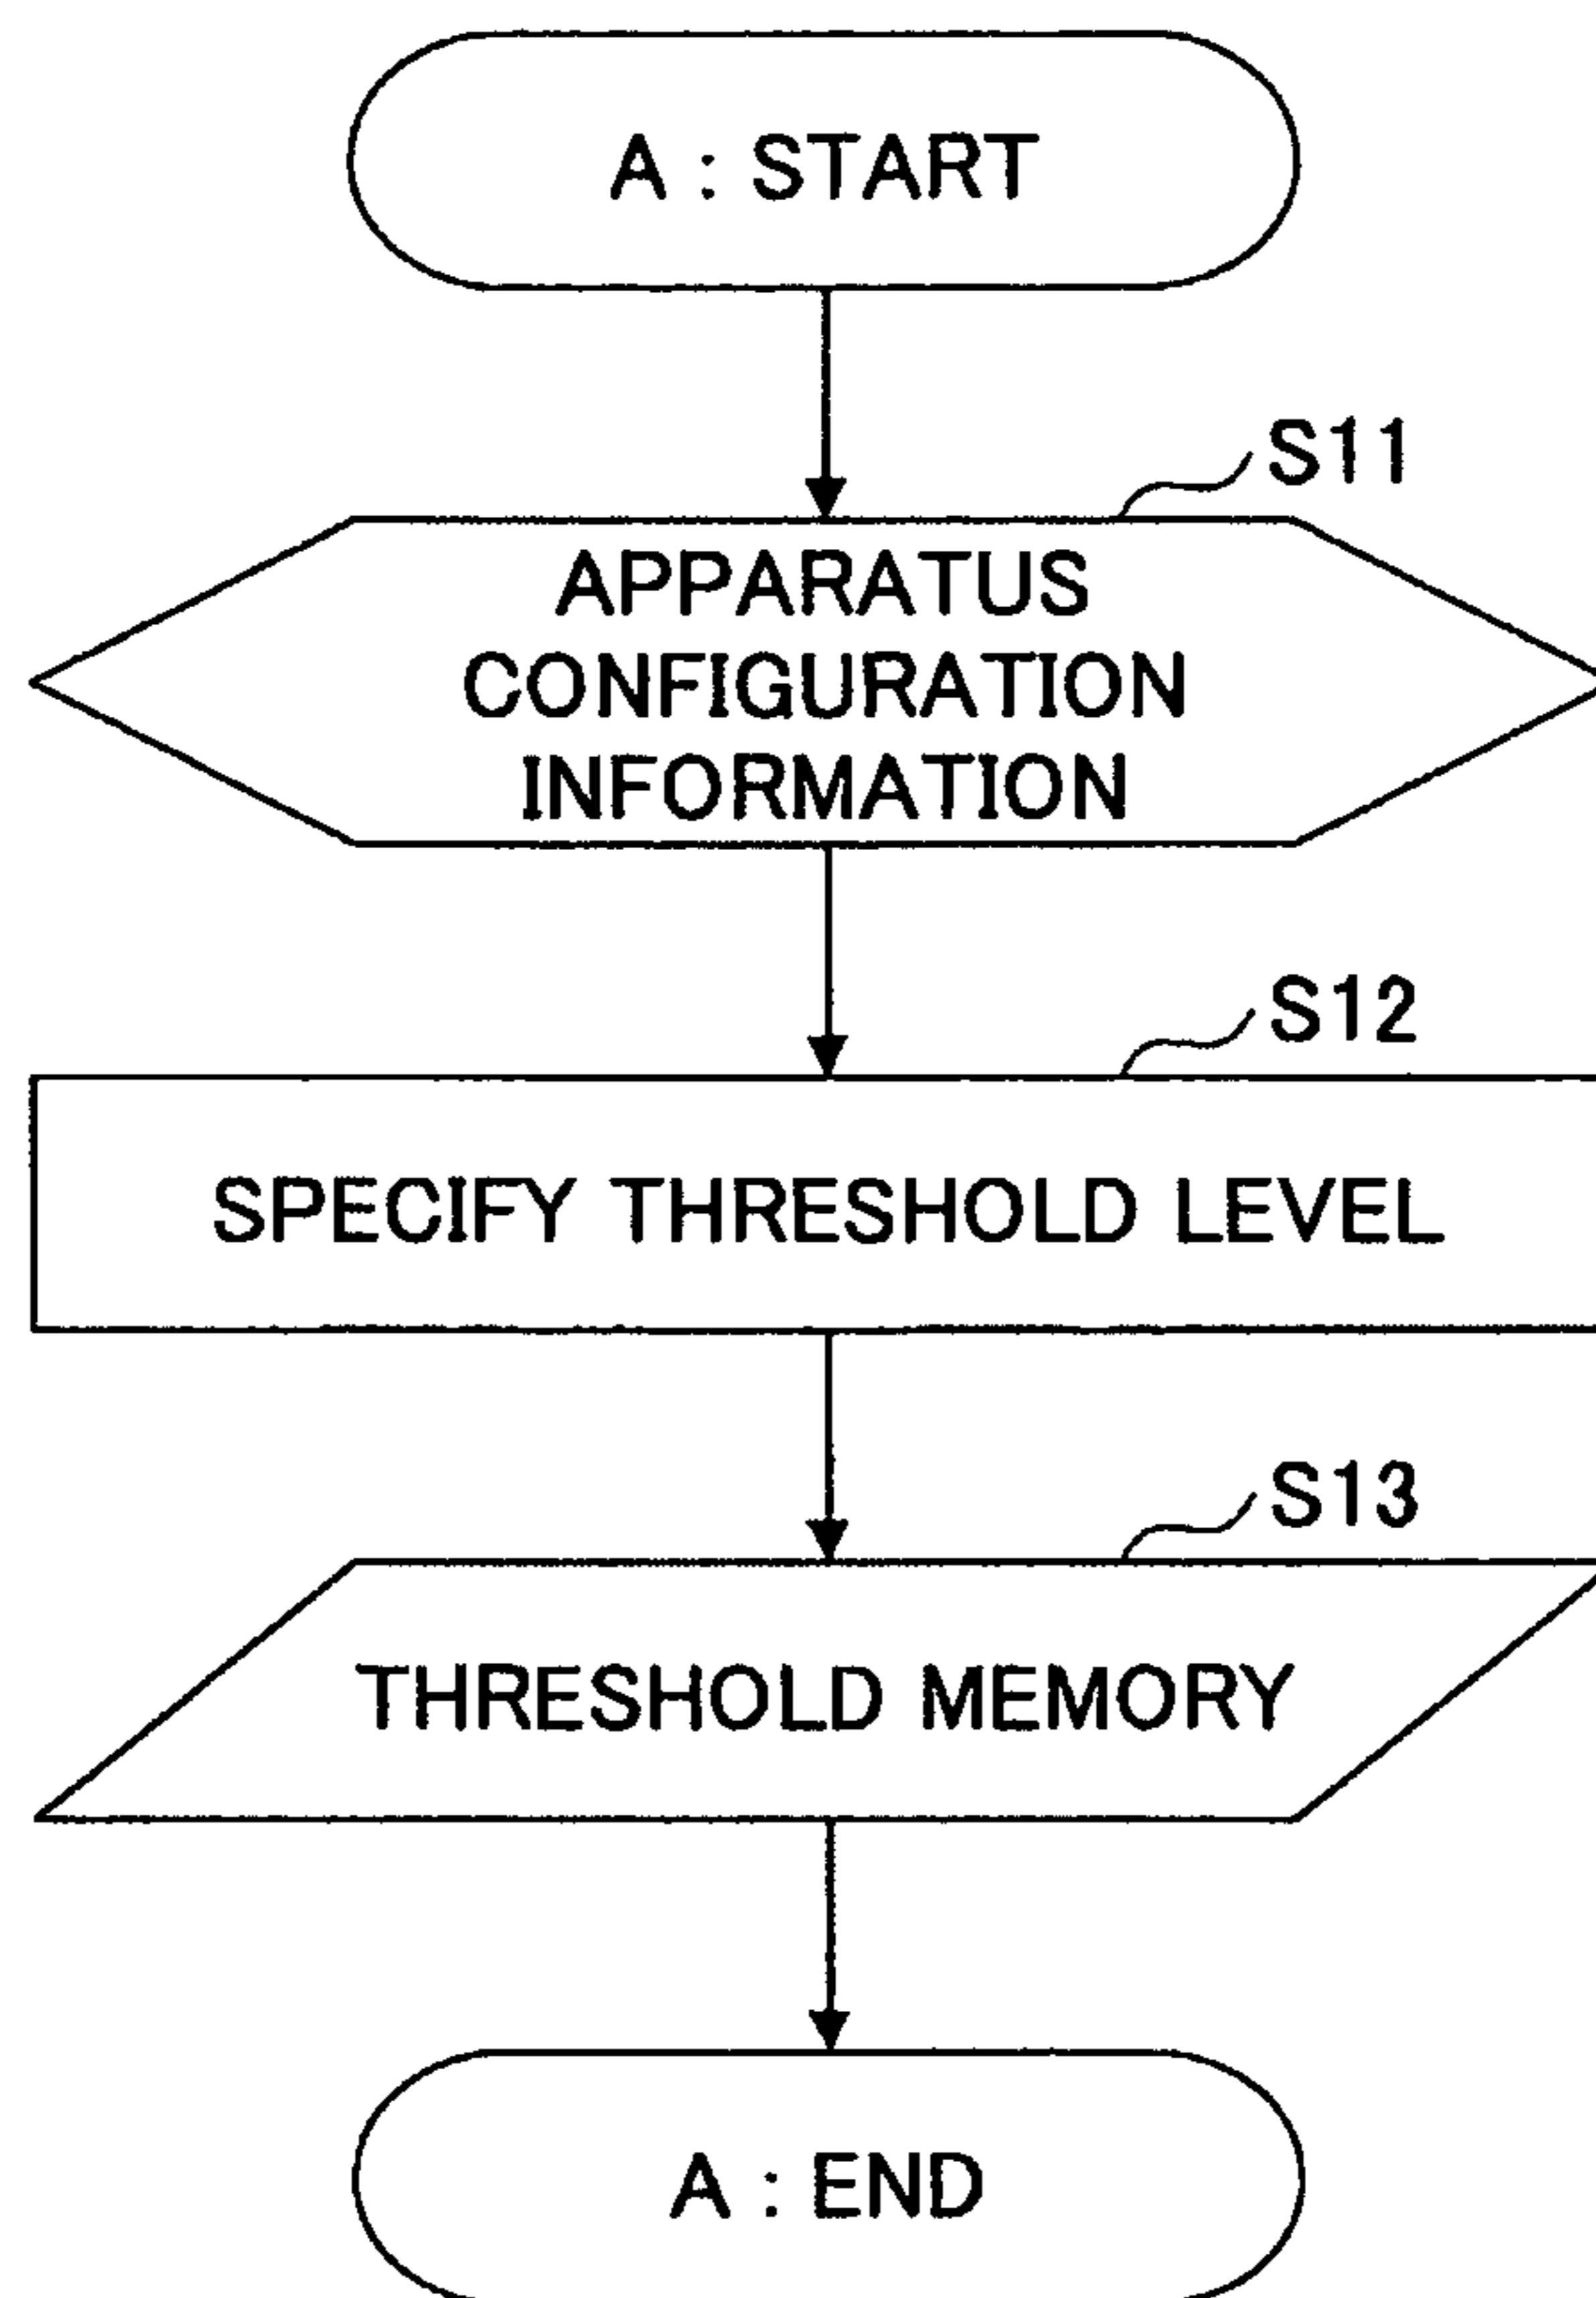 A : START
S11
APPARATUS
CONFIGURATION
INFORMATION
S12
SPECIFY THRESHOLD LEVEL
S13
THRESHOLD MEMORY
A : END